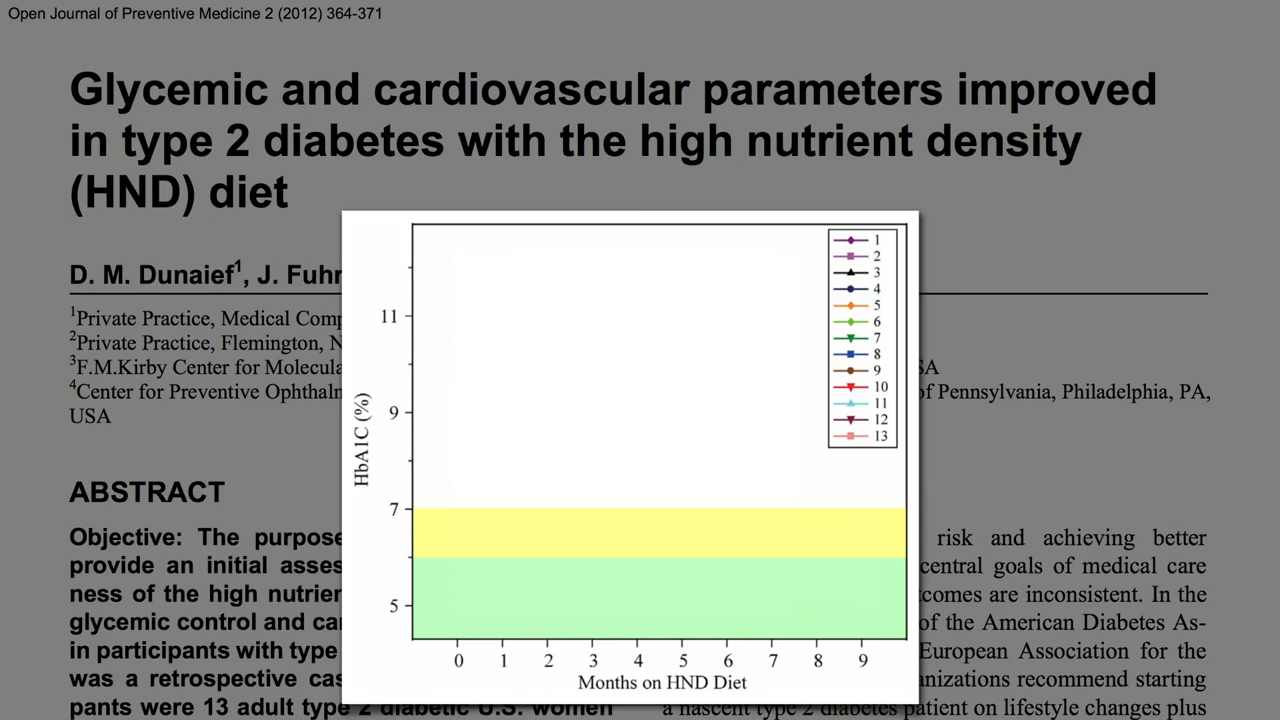 Open Journal of Preventive Medicine 2 (2012) 364-371
Glycemic and cardiovascular parameters improved
in type 2 diabetes with the high nutrient density
(HND) diet
D. M. Dunaief1, J. Fuhr
1Private Practice, Medical Comp
2Private Practice, Flemington, N
3F.M.Kirby Center for Molecula
SA
4Center for Preventive Ophthaln
of Pennsylvania, Philadelphia, PA,
USA
ABSTRACT
Objective: The purpose
provide an initial asses
ness of the high nutrier
glycemic control and ca
in participants with type
was a retrospective cas
pants were 13 adult type 2 diabetic U.S. women
risk and achieving better
central goals of medical care
tcomes are inconsistent. In the
of the American Diabetes As-
European Association for the
anizations recommend starting
a nascent type 2 diabetes patient on lifestyle changes plus
HbA1C (%)
11
9
7
5
0 1 2 3 4 5 6 7 8 9
Months on HND Diet
1
2
3
4
5
6
7
8
9
10
11
12
13